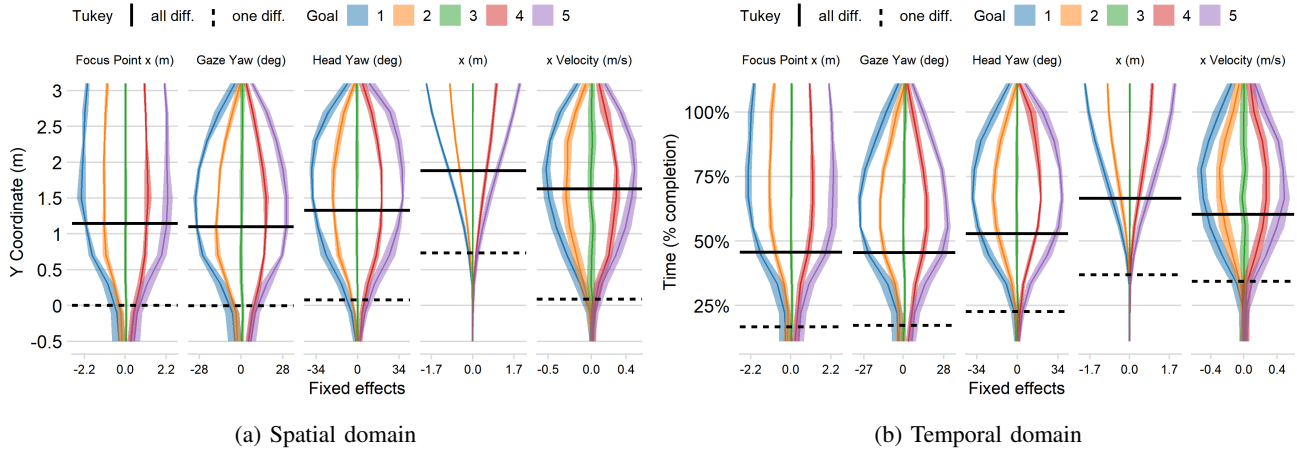 Tukey all diff. one diff. Goal 1 2 3 4 5
Focus Point x (m) Gaze Yaw (deg) Head Yaw (deg) x (m) x Velocity (m/s)
Y Coordinate (m)
3
2.5
2
1.5
1
0.5
0
-0.5
-2.2 0.0 2.2 -28 0 28 -34 0 34 -1.7 0.0 1.7 -0.5 0.0 0.4
Fixed effects
(a) Spatial domain
Tukey all diff. one diff. Goal 1 2 3 4 5
Focus Point x (m) Gaze Yaw (deg) Head Yaw (deg) x (m) x Velocity (m/s)
Time (% completion)
100%
75%
50%
25%
-2.2 0.0 2.2 -27 0 28 -34 0 34 -1.7 0.0 1.7 -0.4 0.0 0.4
Fixed effects
(b) Temporal domain